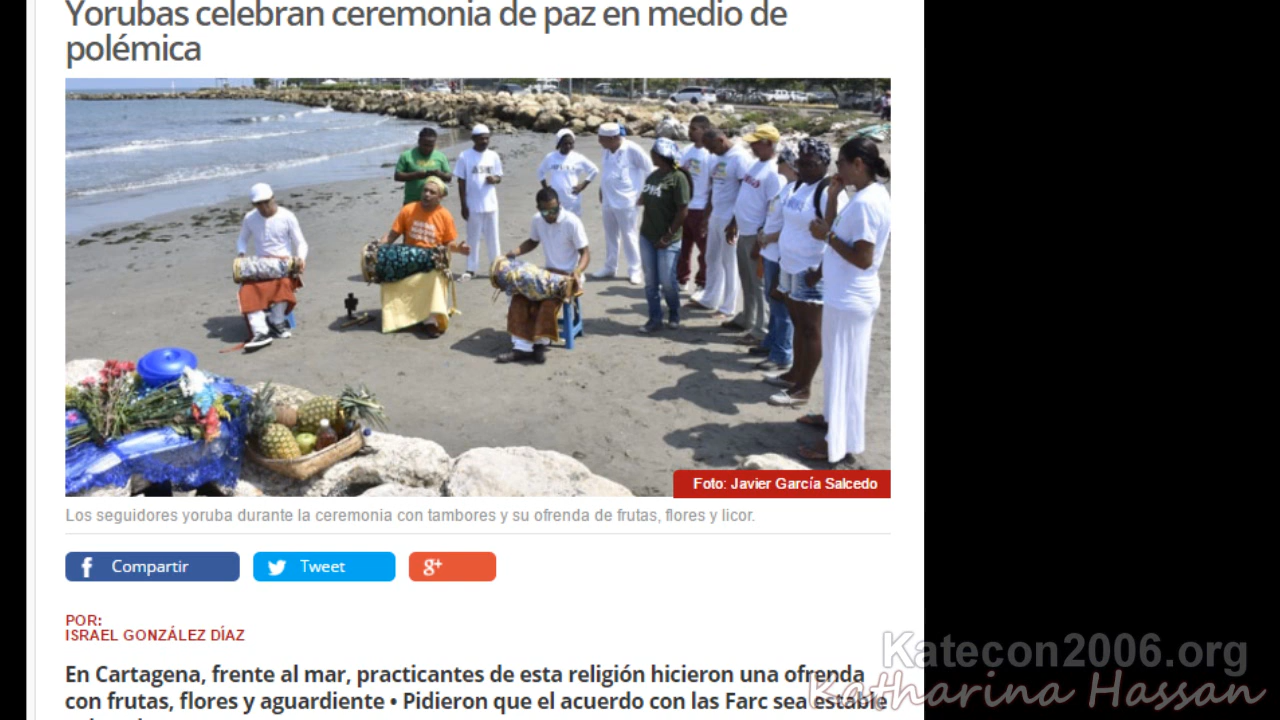 Yorubas celebran ceremonia de paz en medio de
polémica
Foto: Javier García Salcedo
Los seguidores yoruba durante la ceremonia con tambores y su ofrenda de frutas, flores y licor.
Compartir
Tweet
g+
POR:
ISRAEL GONZÁLEZ DÍAZ
En Cartagena, frente al mar, practicantes de esta religión hicieron una ofrenda
con frutas, flores y aguardiente • Pidieron que el acuerdo con las Farc sea estable
Katecon2006.org
Katharina Hassan